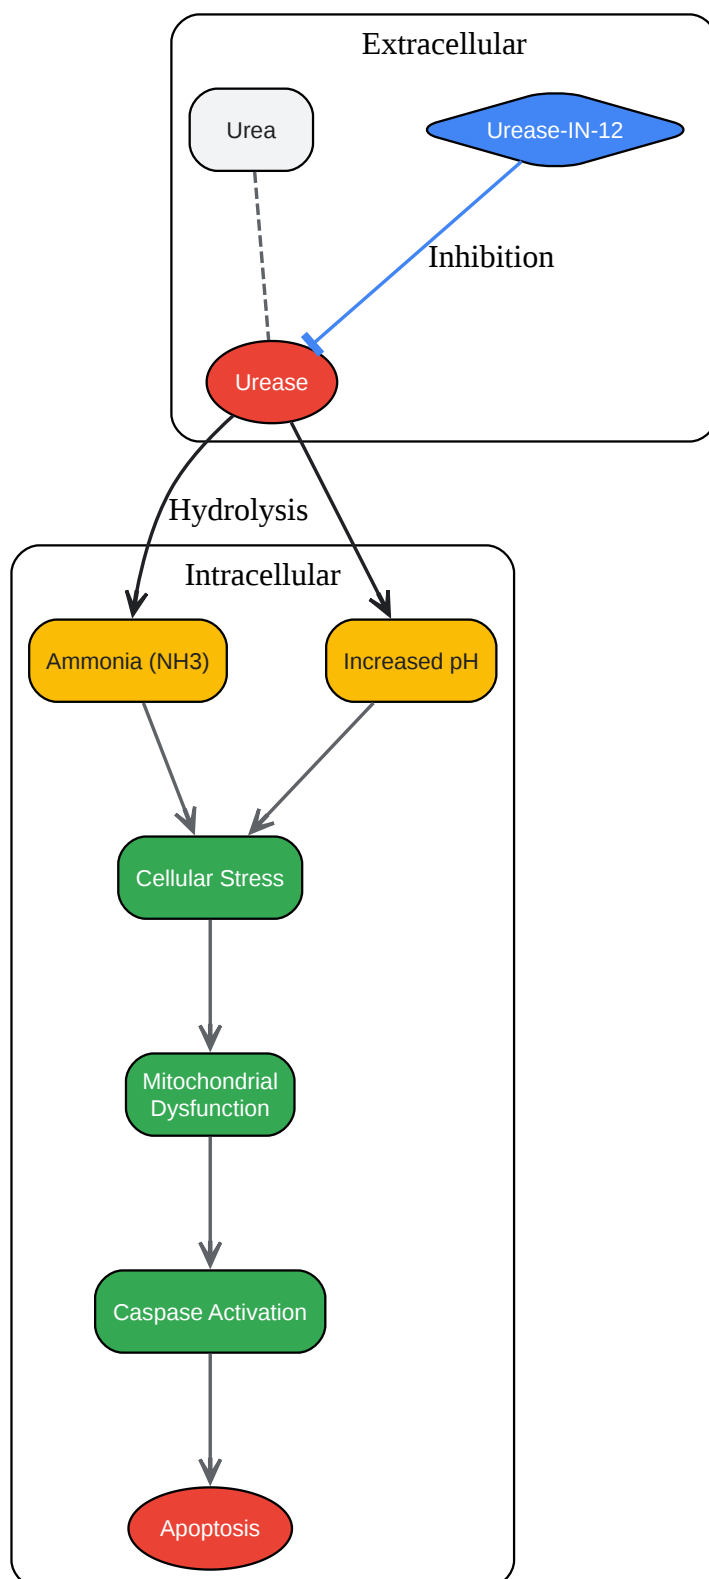 Extracellular
Urea
Urease-IN-12
Inhibition
Urease
Hydrolysis
Intracellular
Ammonia (NH3)
Increased pH
Cellular Stress
Mitochondrial
Dysfunction
Caspase Activation
Apoptosis